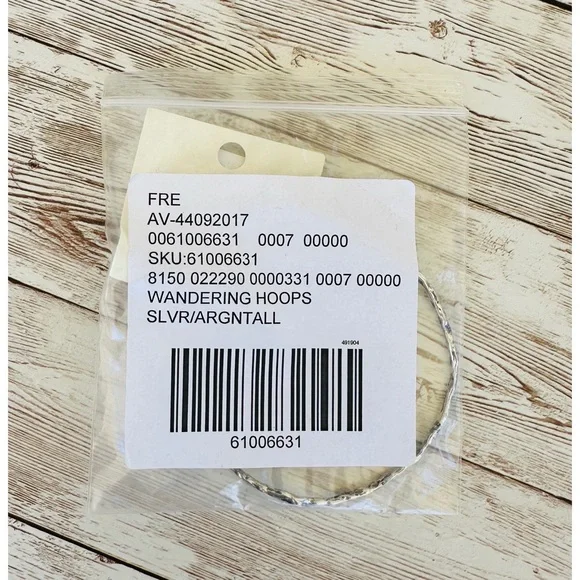 FRE
AV-44092017
0061006631 0007 00000
SKU:61006631
8150 022290 0000331 0007 00000
WANDERING HOOPS
SLVR/ARGNTALL
491904
61006631